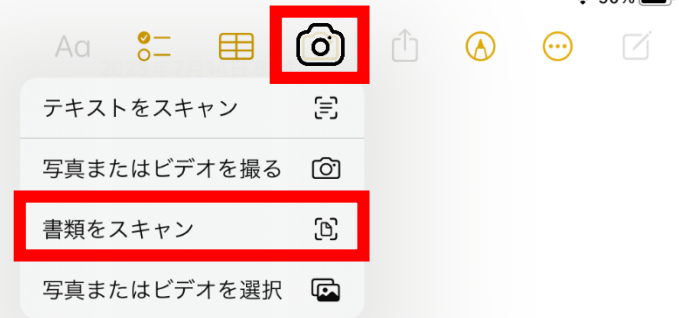 Aa
テキストをスキャン
写真またはビデオを撮る
書類をスキャン
写真またはビデオを選択